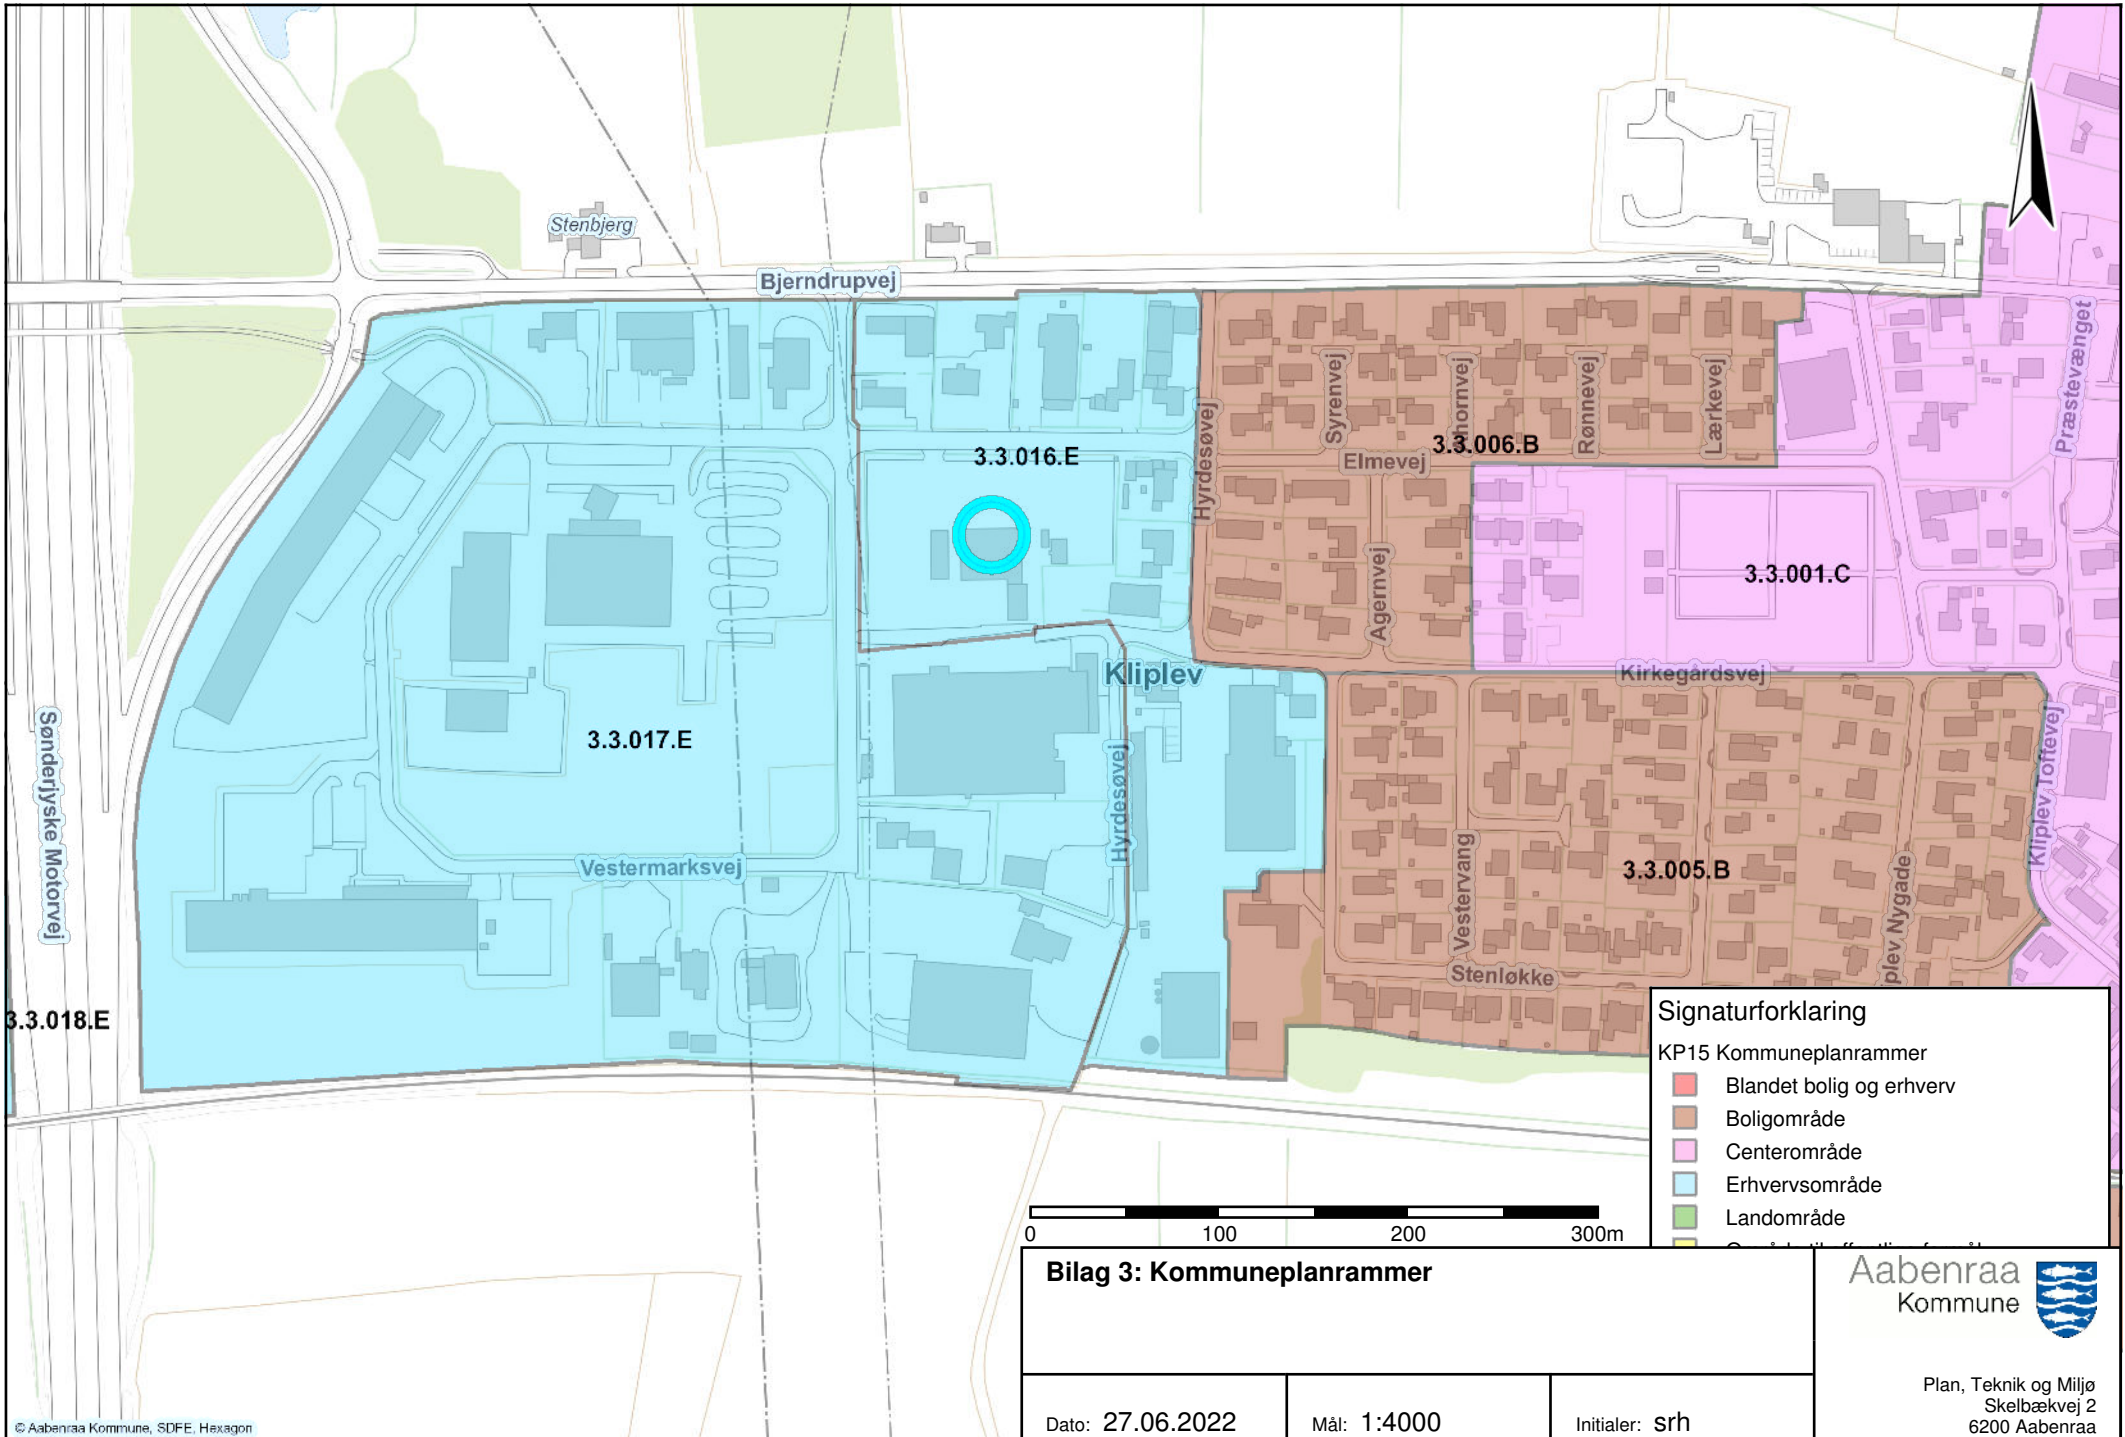 Stenbjerg
Bjerndrupvej
Præstevænget
Hyrdesøvej
Syrenvej
Rønnevej
Lærkevej
3.3.016.E
3.3.006.B
Elmevej
Agernvej
3.3.001.C
Kliplev
Kirkegårdsvej
Sønderjyske Motorvej
3.3.017.E
Hyrdesøvej
Kliplev Toftevej
Vestermarksvej
Vestervang
3.3.005.B
plev Nygade
Stenløkke
3.3.018.E
Signaturforklaring
KP15 Kommuneplanrammer
Blandet bolig og erhverv
Boligområde
Centerområde
Erhvervsområde
Landområde
0 100 200 300m
Bilag 3: Kommuneplanrammer
Aabenraa
Kommune
Plan, Teknik og Miljø
Skelbækvej 2
6200 Aabenraa
Dato: 27.06.2022
Mål: 1:4000
Initialer: srh
© Aabenraa Kommune, SDFE, Hexagon